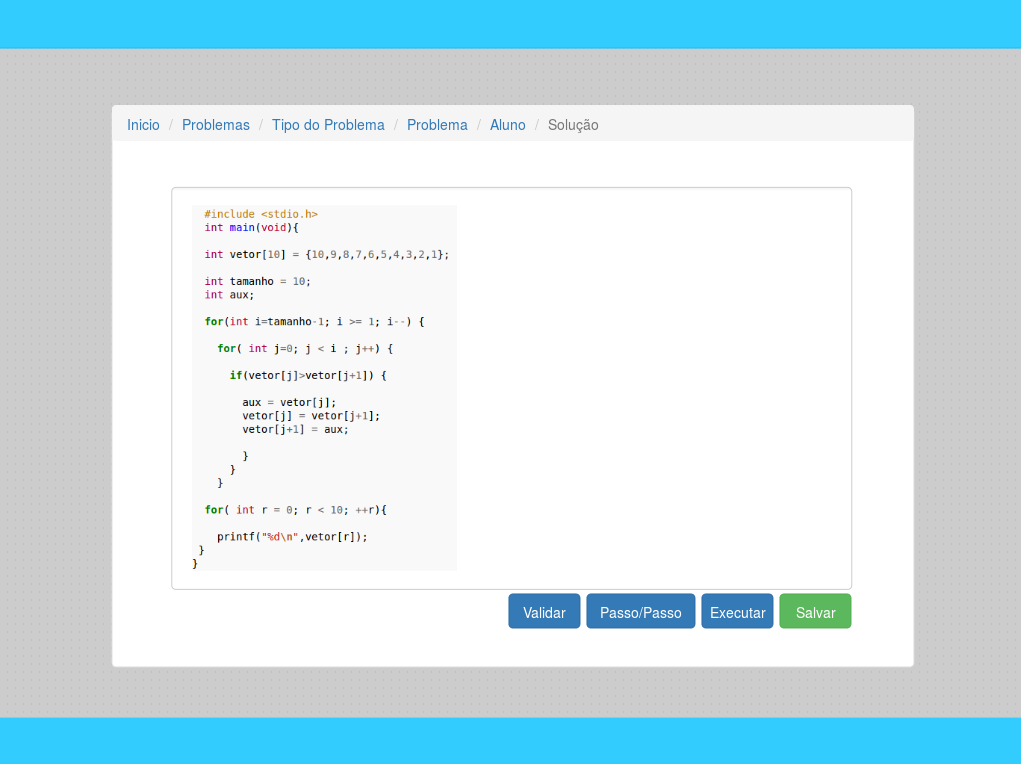 Inicio / Problemas / Tipo do Problema / Problema / Aluno / Solução
#include <stdio.h>
int main(void){
int vetor[10] = {10,9,8,7,6,5,4,3,2,1};
int tamanho = 10;
int aux;
for(int i=tamanho-1; i >= 1; i--) {
for( int j=0; j < i ; j++) {
if(vetor[j]>vetor[j+1]) {
aux = vetor[j];
vetor[j] = vetor[j+1];
vetor[j+1] = aux;
}
}
}
for( int r = 0; r < 10; ++r){
printf("%d\n",vetor[r]);
}
}
Validar Passo/Passo Executar Salvar